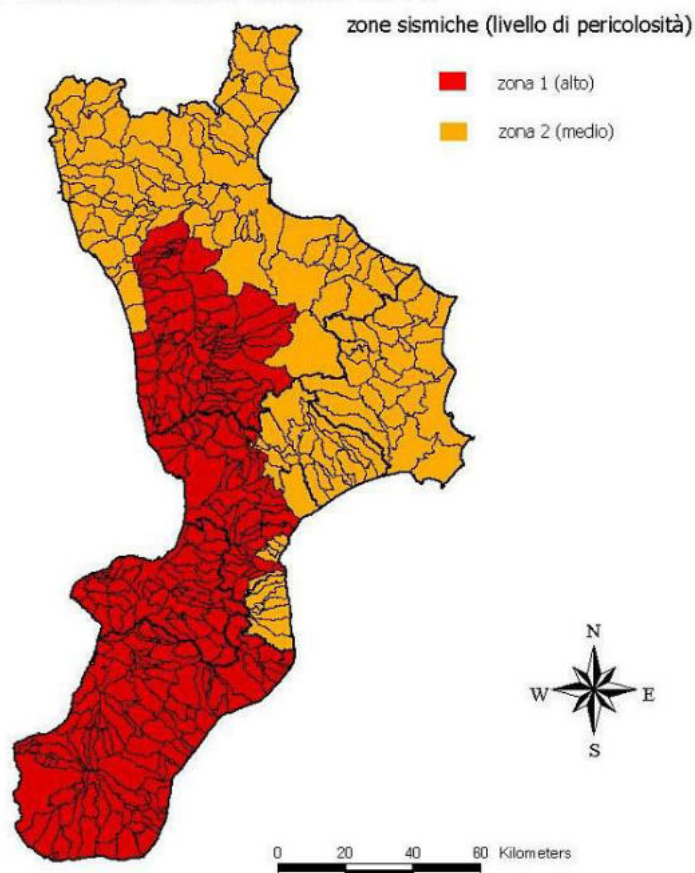 zone sismiche (livello di pericolosità)
zona 1 (alto)
zona 2 (medio)
N
W E
S
0 20 40 60 Kilometers